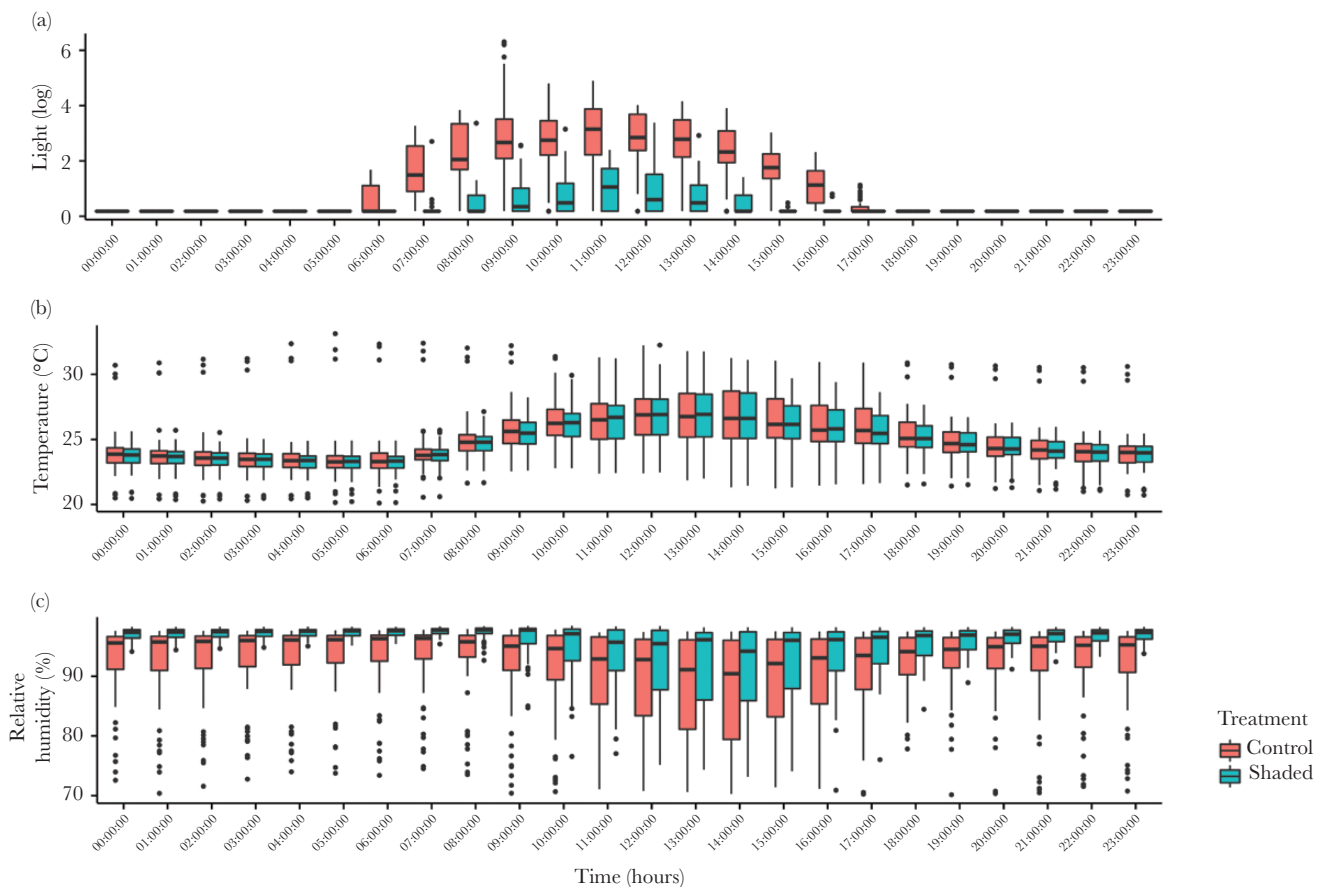 (a)
6
4
2
0
Light (log)
00:00:00 01:00:00 02:00:00 03:00:00 04:00:00 05:00:00 06:00:00 07:00:00 08:00:00 09:00:00 10:00:00 11:00:00 12:00:00 13:00:00 14:00:00 15:00:00 16:00:00 17:00:00 18:00:00 19:00:00 20:00:00 21:00:00 22:00:00 23:00:00
(b)
30
25
20
Temperature (°C)
00:00:00 01:00:00 02:00:00 03:00:00 04:00:00 05:00:00 06:00:00 07:00:00 08:00:00 09:00:00 10:00:00 11:00:00 12:00:00 13:00:00 14:00:00 15:00:00 16:00:00 17:00:00 18:00:00 19:00:00 20:00:00 21:00:00 22:00:00 23:00:00
(c)
90
80
70
Relative
humidity (%)
00:00:00 01:00:00 02:00:00 03:00:00 04:00:00 05:00:00 06:00:00 07:00:00 08:00:00 09:00:00 10:00:00 11:00:00 12:00:00 13:00:00 14:00:00 15:00:00 16:00:00 17:00:00 18:00:00 19:00:00 20:00:00 21:00:00 22:00:00 23:00:00
Time (hours)
Treatment
Control
Shaded